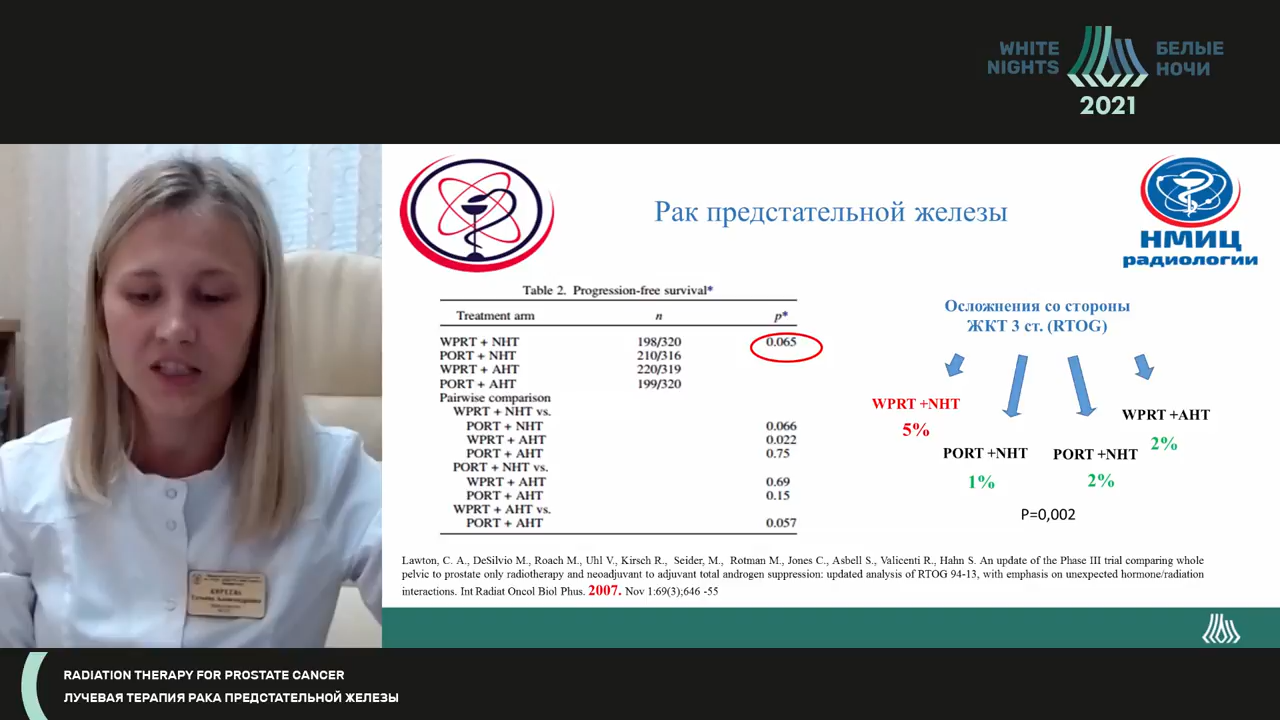 WHITE NIGHTS
БЕЛЫЕ НОЧИ
2021
Рак предстательной железы
НМИЦ
радиологии
Table 2. Progression-free survival*
Treatment arm n p*
WPRT + NHT 198/320 0.065
PORT + NHT 210/316
WPRT + AHT 220/319
PORT + AHT 199/320
Pairwise comparison
WPRT + NHT vs.
PORT + NHT 0.066
WPRT + AHT 0.022
PORT + AHT 0.75
PORT + NHT vs.
WPRT + AHT 0.69
PORT + AHT 0.15
WPRT + AHT vs.
PORT + AHT 0.057
Осложнения со стороны
ЖКТ 3 ст. (RTOG)
WPRT +NHT
5%
PORT +NHT
1%
PORT +NHT
2%
WPRT +AHT
2%
P=0,002
Lawton, C. A., DeSilvio M., Roach M., Uhl V., Kirsch R., Seider, M., Rotman M., Jones C., Asbell S., Valicenti R., Hahn S. An update of the Phase III trial comparing whole
pelvic to prostate only radiotherapy and neoadjuvant to adjuvant total androgen suppression: updated analysis of RTOG 94-13, with emphasis on unexpected hormone/radiation
interactions. Int Radiat Oncol Biol Phus. 2007. Nov 1:69(3);646 -55
RADIATION THERAPY FOR PROSTATE CANCER
ЛУЧЕВАЯ ТЕРАПИЯ РАКА ПРЕДСТАТЕЛЬНОЙ ЖЕЛЕЗЫ